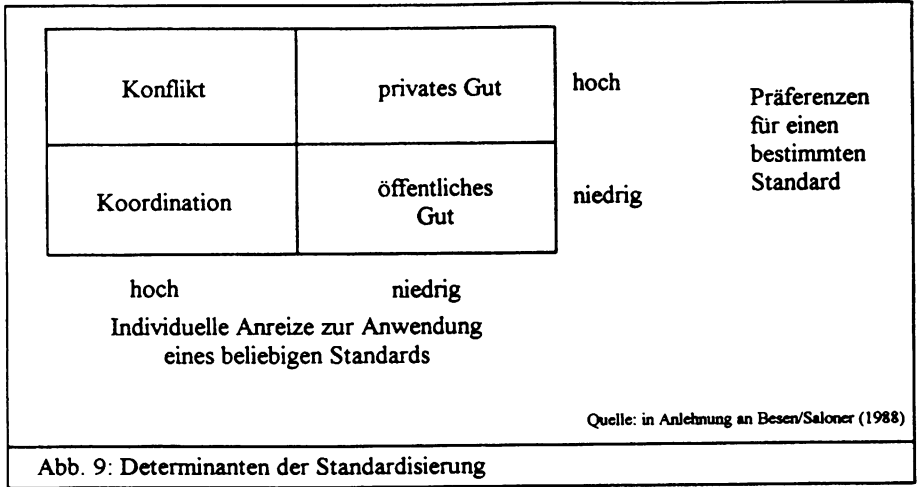 Konflikt
privates Gut
hoch
Präferenzen
für einen
bestimmten
Standard
Koordination
öffentliches
Gut
niedrig
hoch
niedrig
Individuelle Anreize zur Anwendung
eines beliebigen Standards
Quelle: in Anlehnung an Besen/Saloner (1988)
Abb. 9: Determinanten der Standardisierung